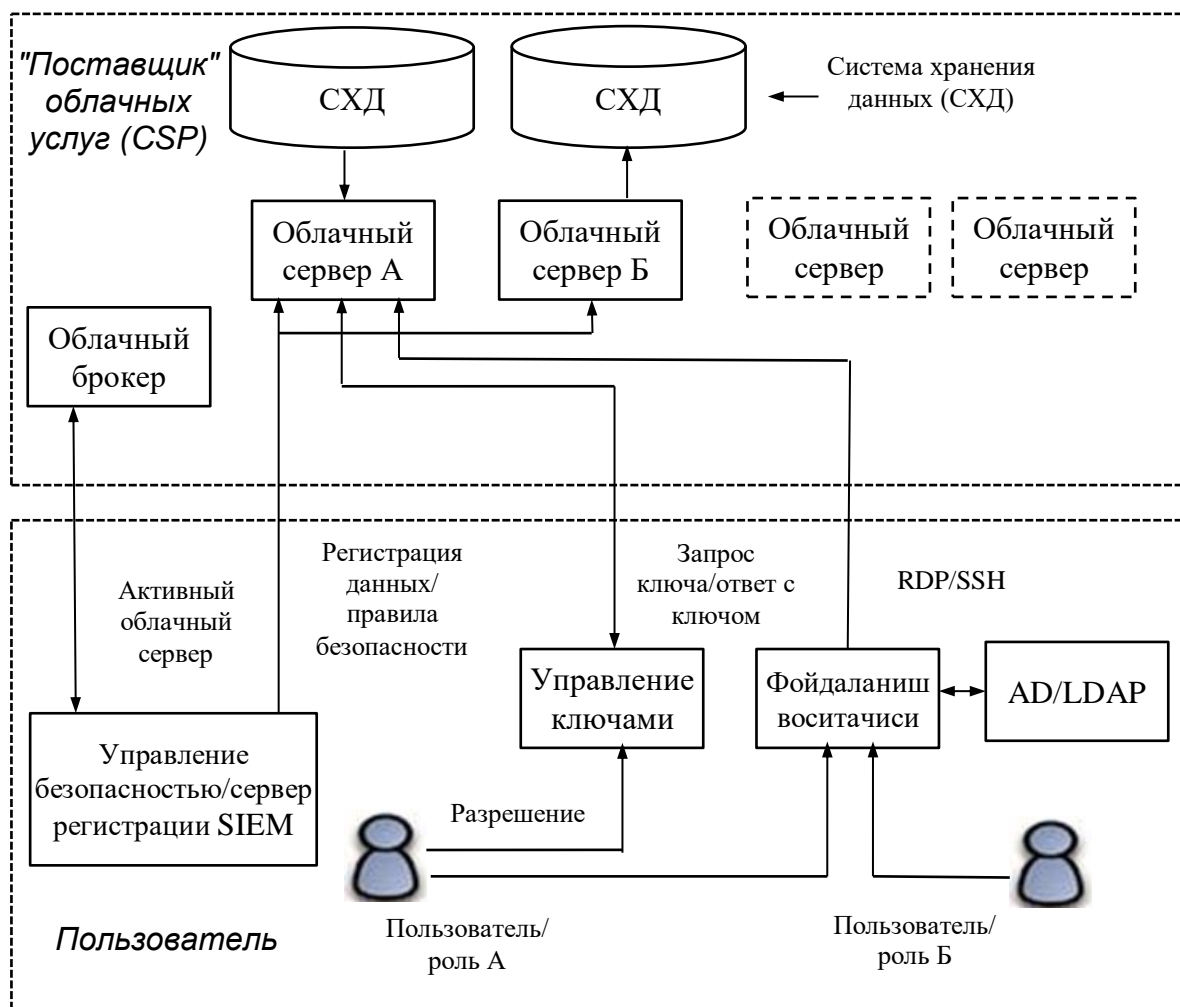 "Поставщик"
облачных
услуг (CSP)
СХД
СХД
Система хранения
данных (СХД)
Облачный
сервер А
Облачный
сервер Б
Облачный
сервер
Облачный
сервер
Облачный
брокер
Активный
облачный
сервер
Регистрация
данных/
правила
безопасности
Запрос
ключа/ответ с
ключом
RDP/SSH
Управление
безопасностью/сервер
регистрации SIEM
Управление
ключами
Фойдаланиш
воситачиси
AD/LDAP
Разрешение
Пользователь
Пользователь/
роль А
Пользователь/
роль Б